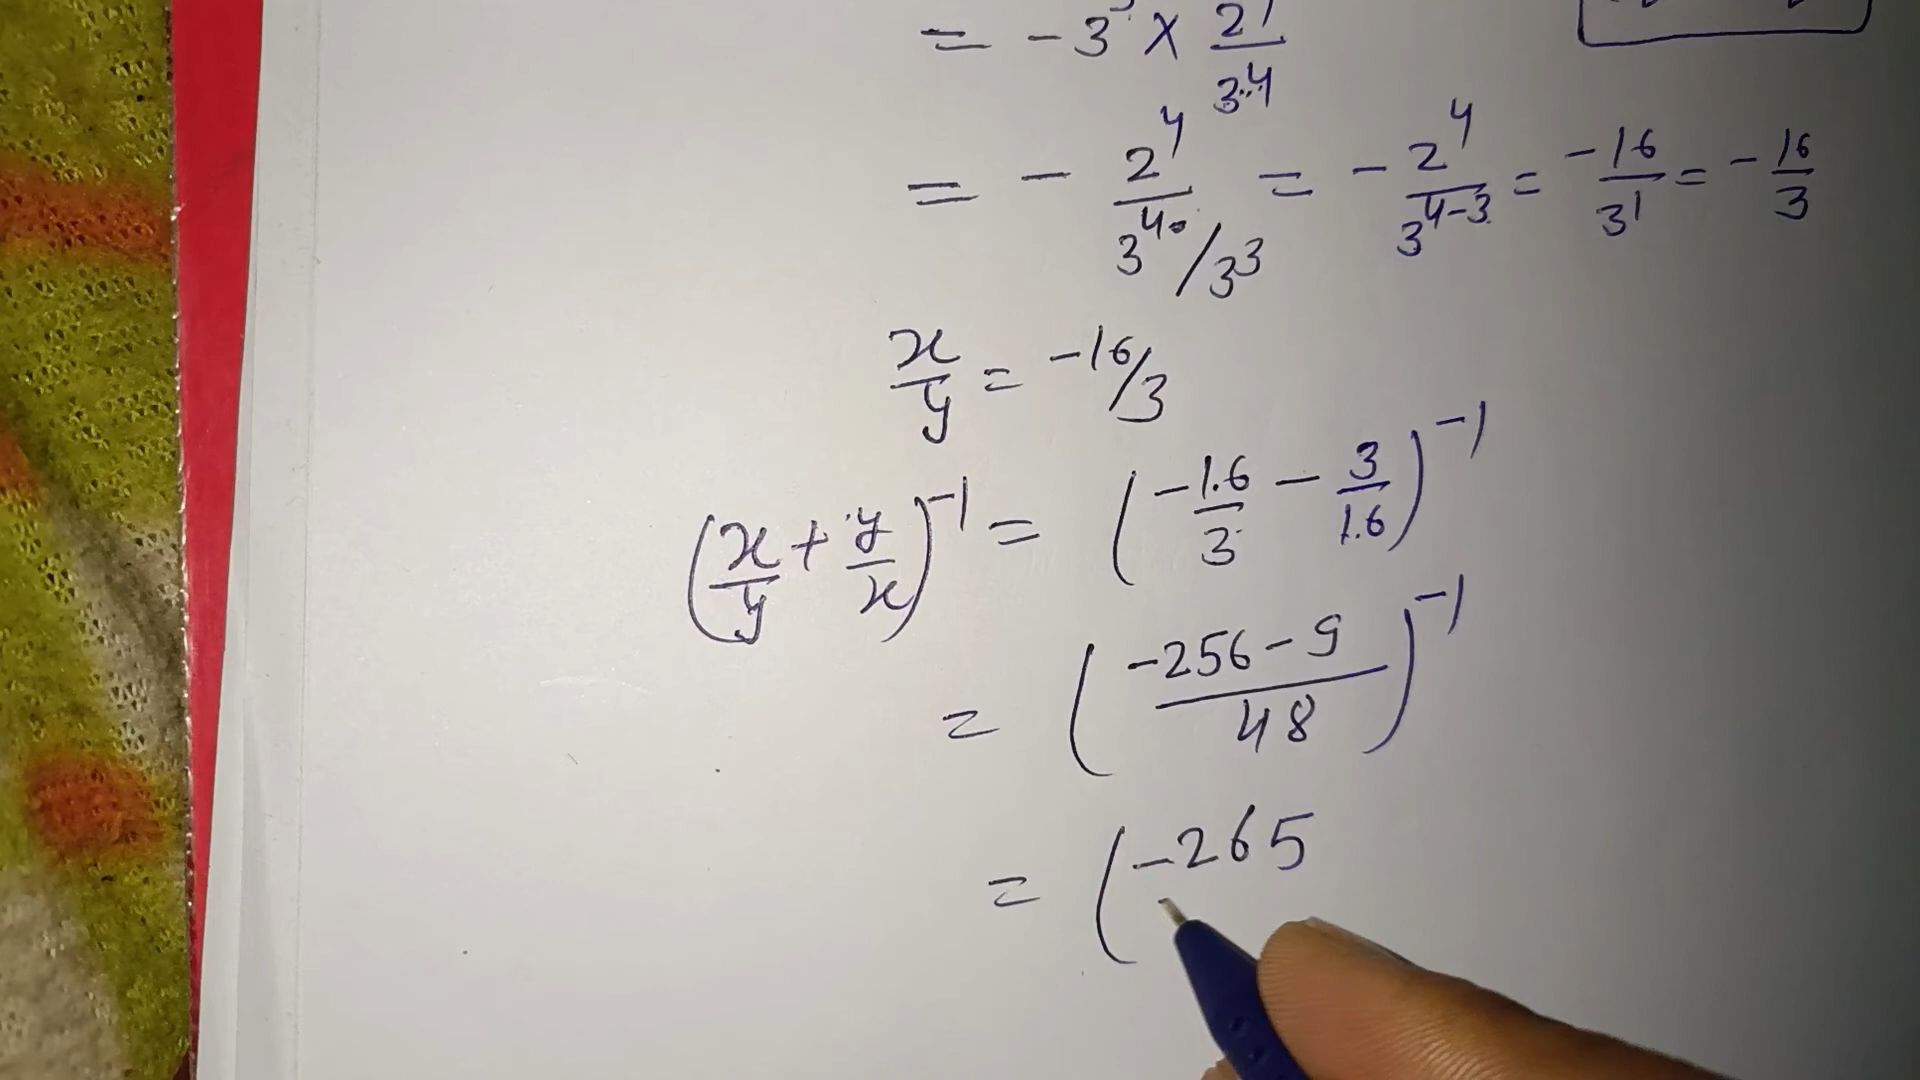 = -3³ × 2⁴/3⁴
= - 2⁴/(3⁴/3³) = - 2⁴/3⁴⁻³ = -16/3¹ = - 16/3
x/y = -16/3
(x/y + y/x)⁻¹ = (-16/3 - 3/16)⁻¹
= ((-256-9)/48)⁻¹
= (-265